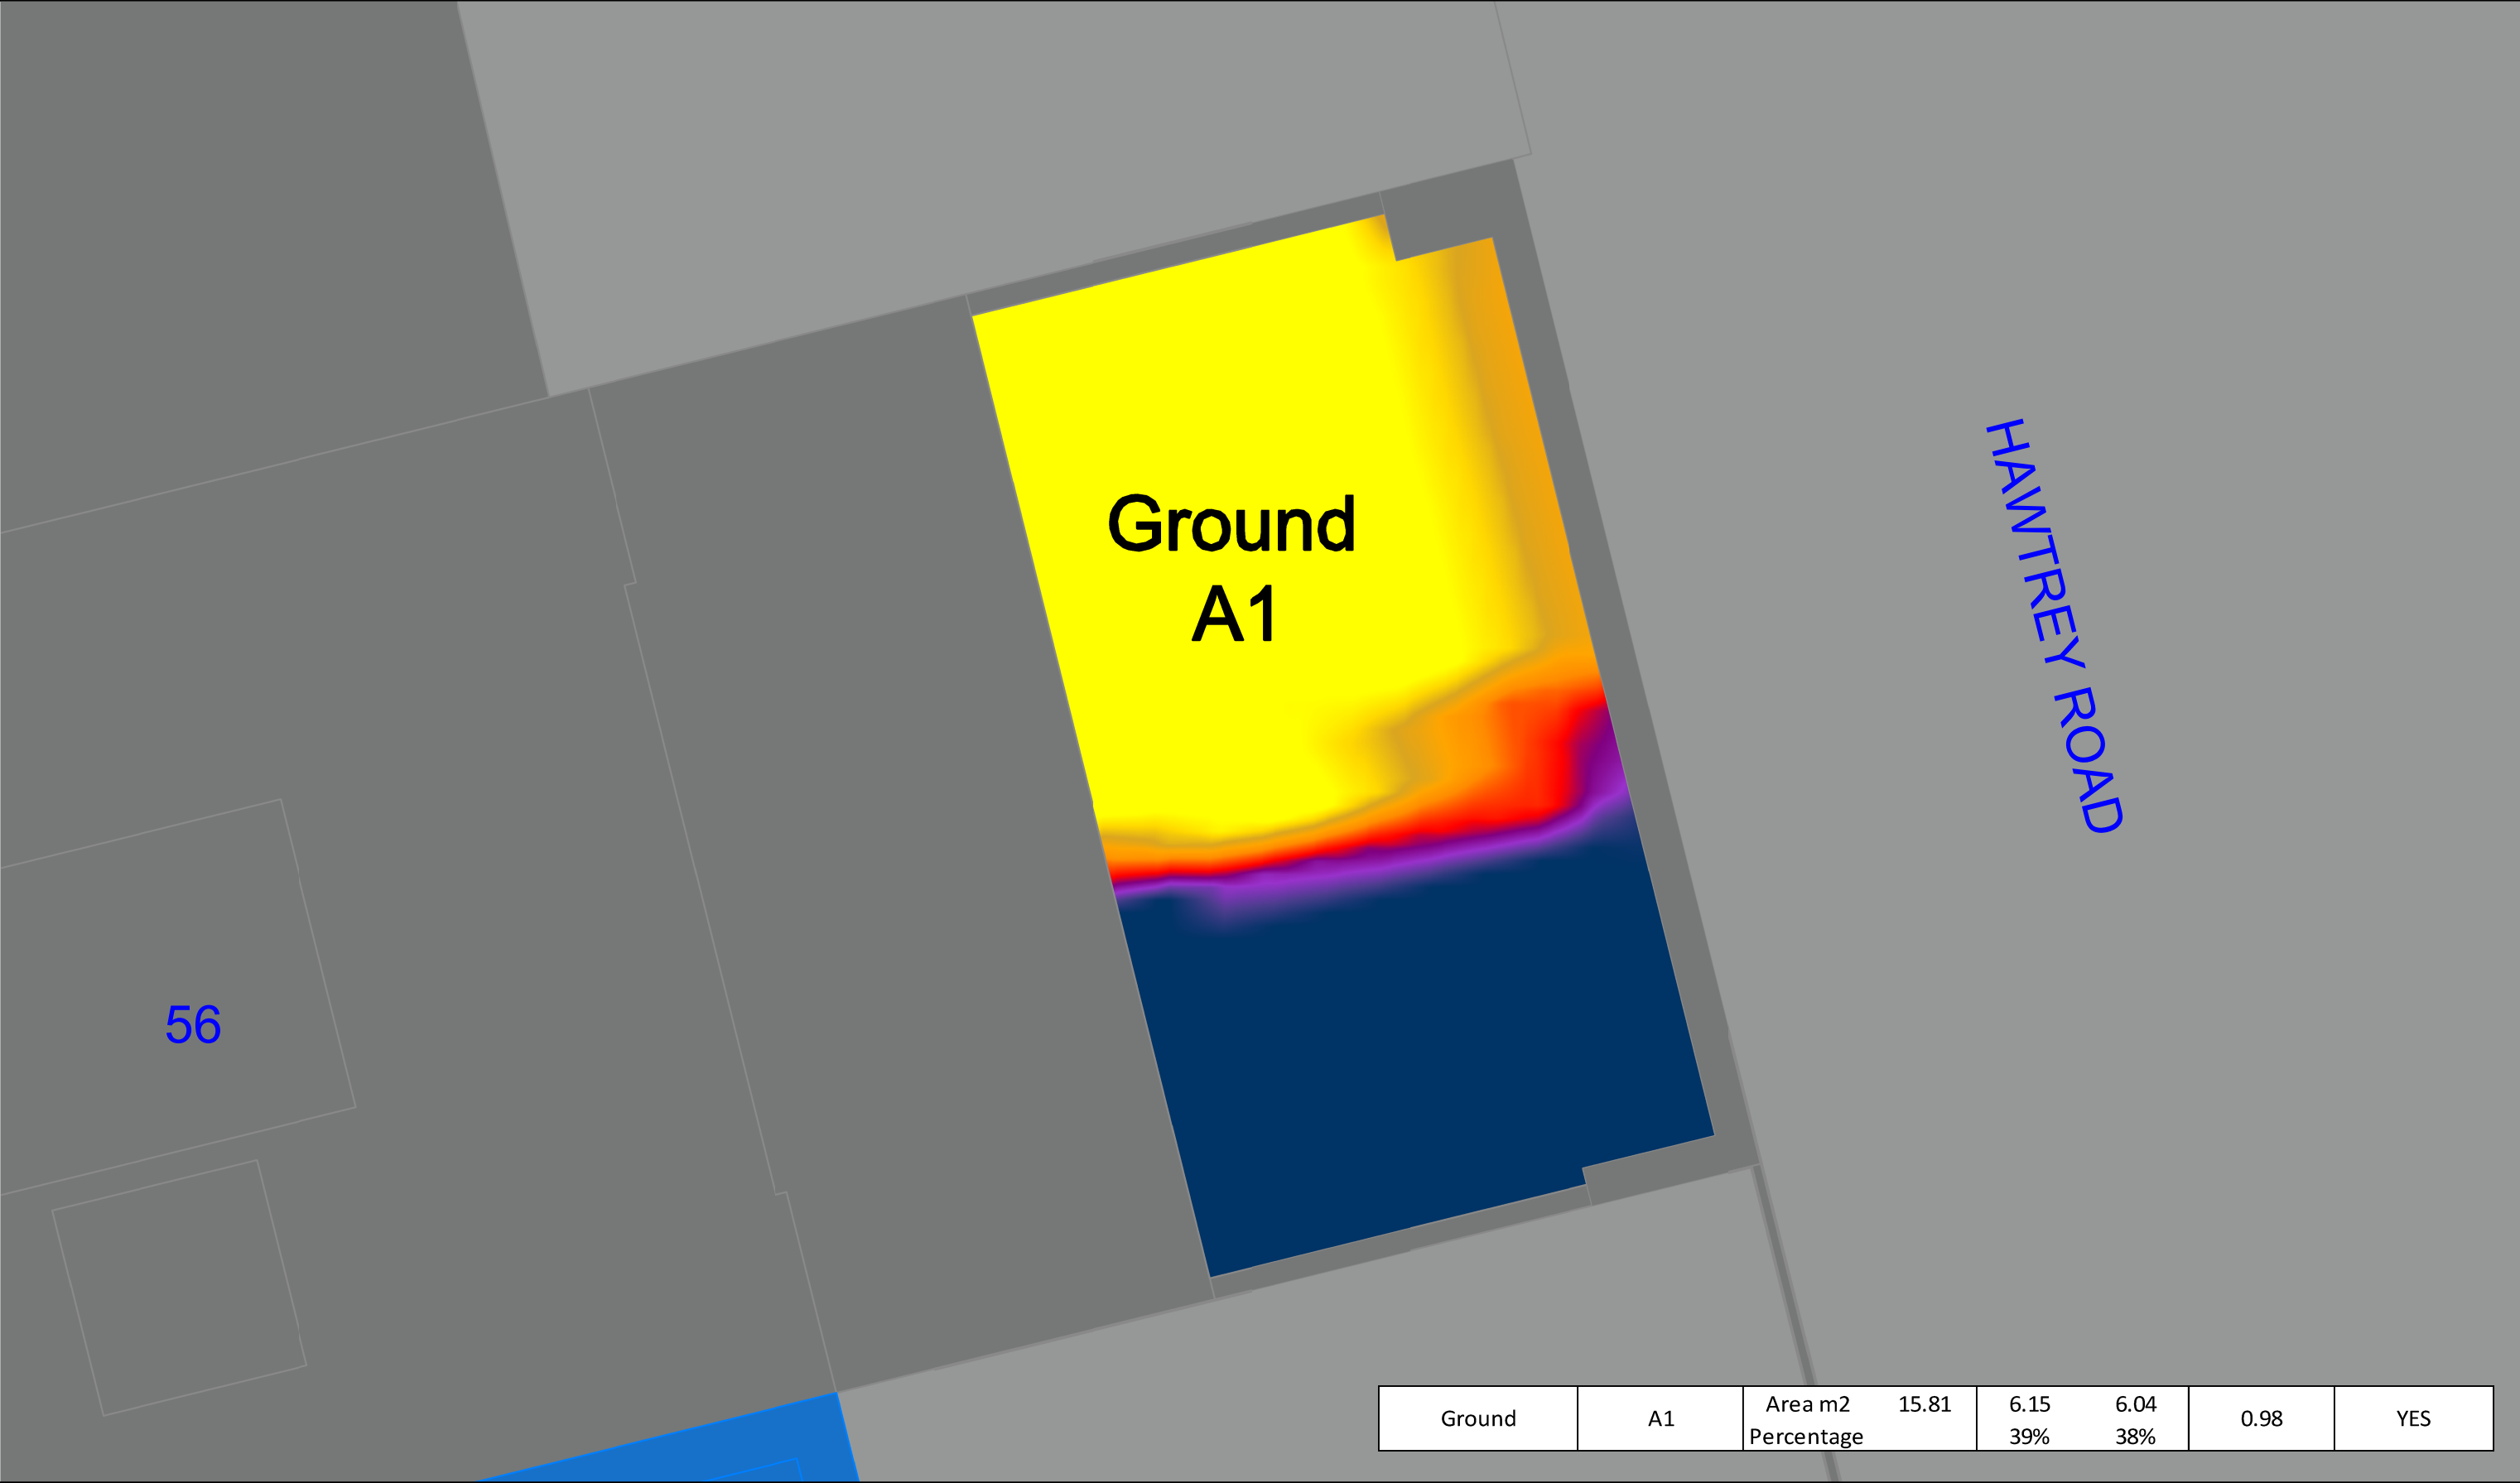 Ground
A1
HAWTREY ROAD
56
Ground A1 Area m2 15.81 6.15 6.04 0.98 YES
Percentage 39% 38%